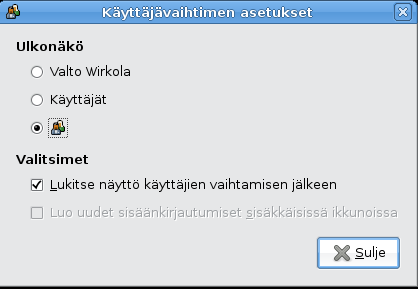 Käyttäjävaihtimen asetukset
Ulkonäkö
Valto Wirkola
Käyttäjät
Valitsimet
Lukitse näyttö käyttäjien vaihtamisen jälkeen
Luo uudet sisäänkirjautumiset sisäkkäisissä ikkunoissa
Sulje